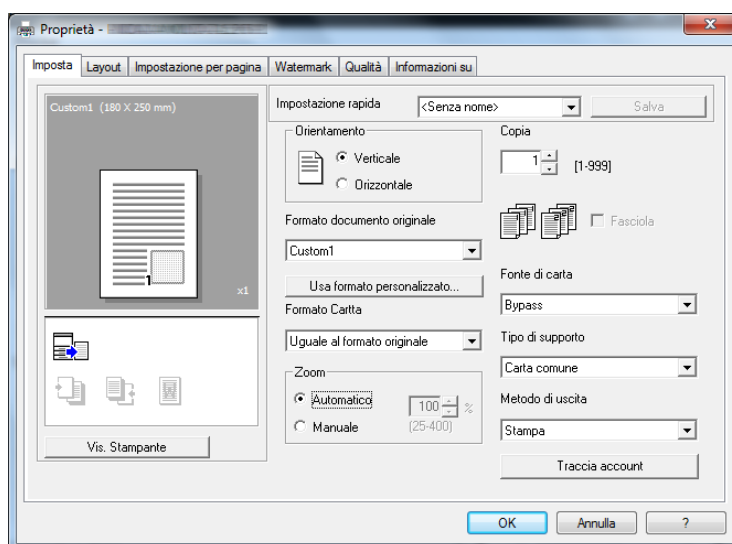 Proprietà -
Imposta Layout Impostazione per pagina Watermark Qualità Informazioni su
Custom1 (180 X 250 mm)
1
x1
Vis. Stampante
Impostazione rapida <Senza nome> Salva
Orientamento
Verticale
Orizzontale
Formato documento originale
Custom1
Usa formato personalizzato...
Formato Cartta
Uguale al formato originale
Zoom
Automatico 100 %
Manuale (25-400)
Copia
1 [1-999]
Fasciola
Fonte di carta
Bypass
Tipo di supporto
Carta comune
Metodo di uscita
Stampa
Traccia account
OK Annulla ?